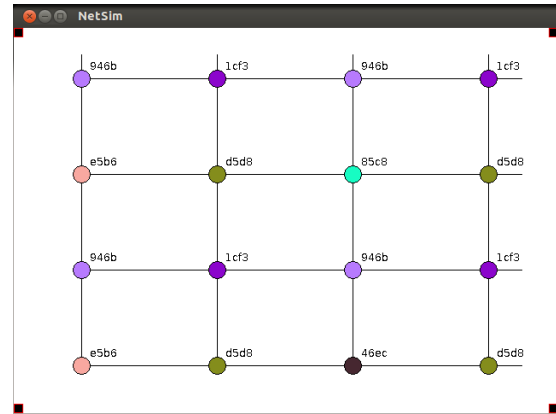 NetSim
946b 1cf3 946b 1cf3
e5b6 d5d8 85c8 d5d8
946b 1cf3 946b 1cf3
e5b6 d5d8 46ec d5d8